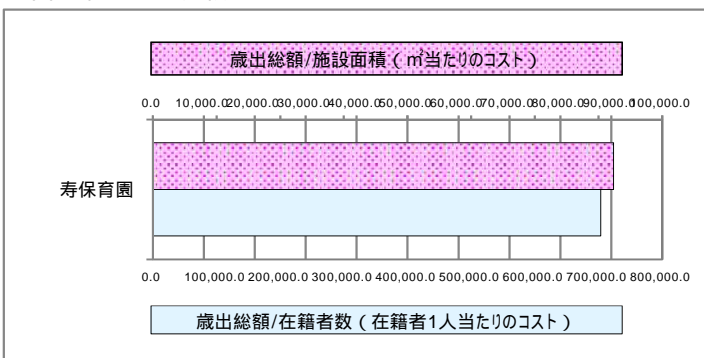 歳出総額/施設面積（㎡当たりのコスト）
0.0 10,000.0 20,000.0 30,000.0 40,000.0 50,000.0 60,000.0 70,000.0 80,000.0 90,000.0 100,000.0
寿保育園
0.0 100,000.0 200,000.0 300,000.0 400,000.0 500,000.0 600,000.0 700,000.0 800,000.0
歳出総額/在籍者数（在籍者1人当たりのコスト）